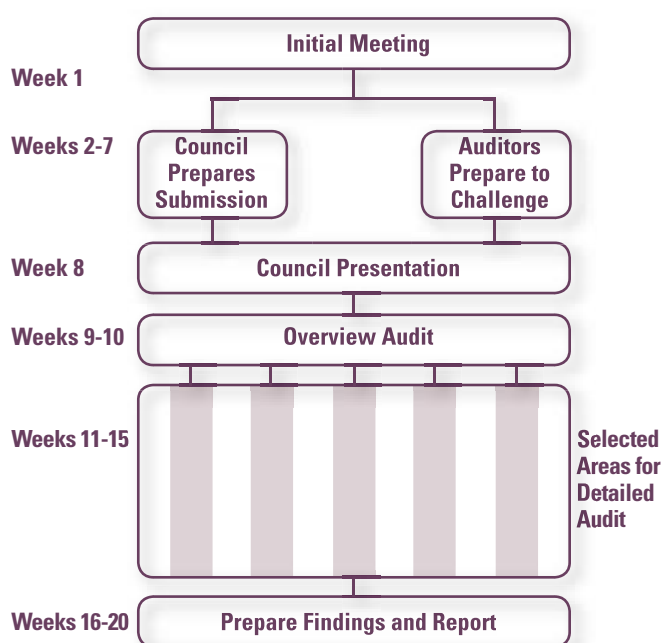 Initial Meeting
Week 1
Weeks 2-7
Council
Prepares
Submission
Auditors
Prepare to
Challenge
Week 8
Council Presentation
Weeks 9-10
Overview Audit
Weeks 11-15
Selected
Areas for
Detailed
Audit
Weeks 16-20
Prepare Findings and Report